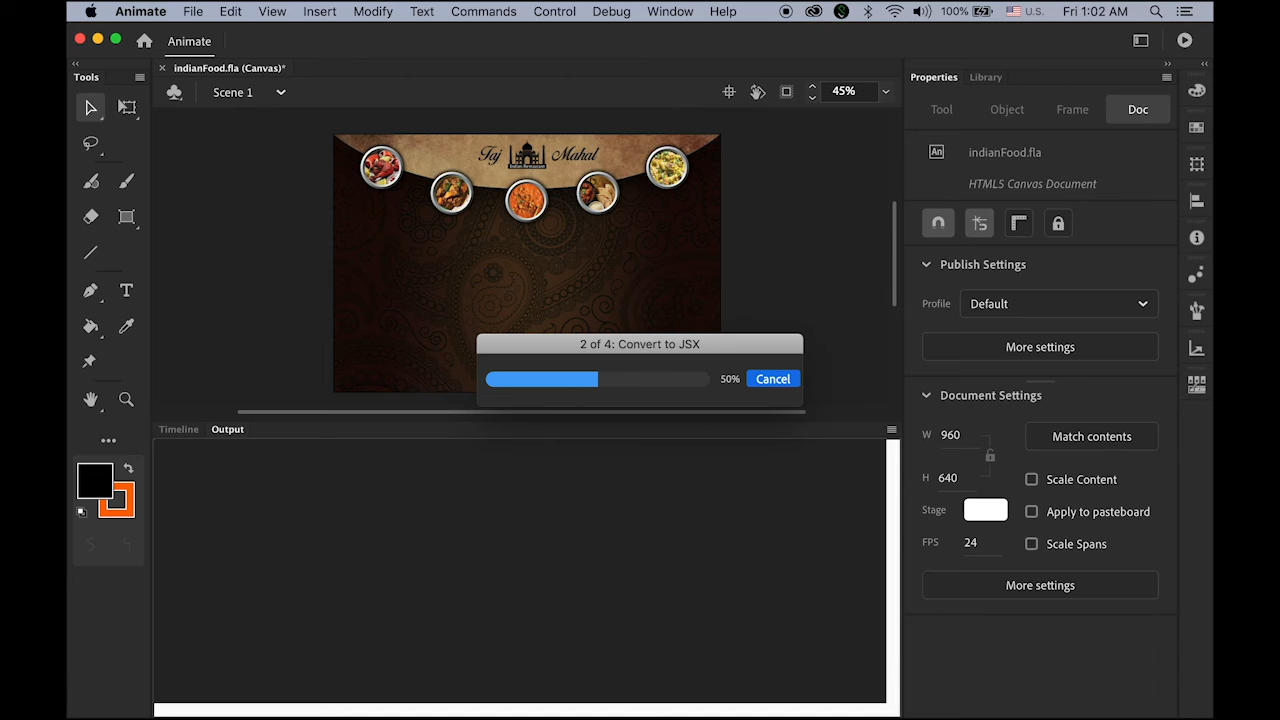 Animate File Edit View Insert Modify Text Commands Control Debug Window Help 100% U.S. Fri 1:02 AM
Animate
Tools
indianFood.fla (Canvas)*
Properties Library
Scene 1
45%
Tool Object Frame Doc
Taj Mahal
Indian Restaurant
An indianFood.fla
HTML5 Canvas Document
Publish Settings
Profile Default
More settings
2 of 4: Convert to JSX
50% Cancel
Document Settings
Timeline Output
W 960
Match contents
H 640
Scale Content
Stage
Apply to pasteboard
FPS 24
Scale Spans
More settings